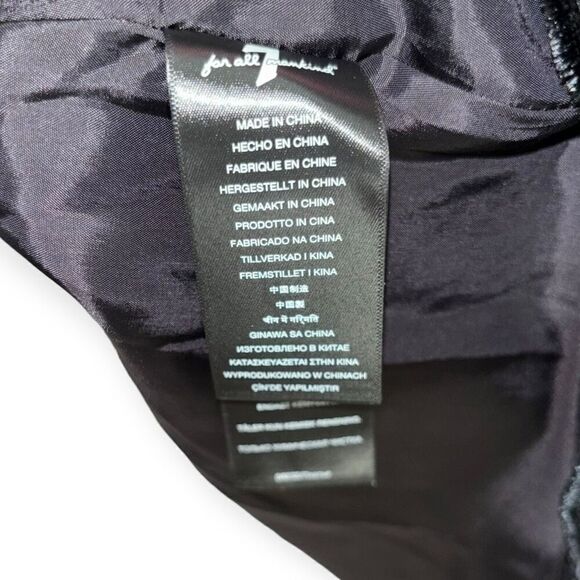 7
for all mankind®
MADE IN CHINA
HECHO EN CHINA
FABRIQUE EN CHINE
HERGESTELLT IN CHINA
GEMAAKT IN CHINA
PRODOTTO IN CINA
FABRICADO NA CHINA
TILLVERKAD I KINA
FREMSTILLET I KINA
中国制造
中国製
चीन में निर्मित
GINAWA SA CHINA
ИЗГОТОВЛЕНО В КИТАЕ
ΚΑΤΑΣΚΕΥΑΖΕΤΑΙ ΣΤΗΝ ΚΙΝΑ
WYPRODUKOWANO W CHINACH
ÇİN'DE YAPILMIŞTIR